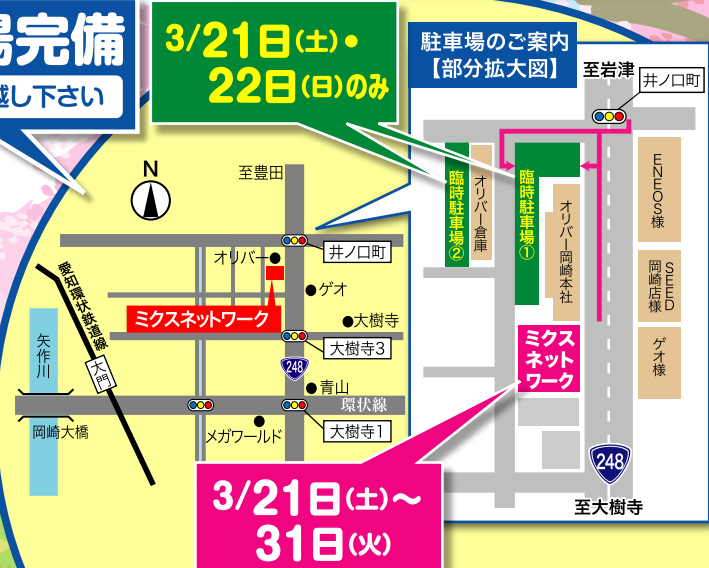 場完備
越し下さい
3/21日(土)・
22日(日)のみ
駐車場のご案内
【部分拡大図】
至岩津
井ノ口町
N
至豊田
オリバー
井ノ口町
ゲオ
ミクスネットワーク
大樹寺
大樹寺3
248
青山
環状線
大樹寺1
メガワールド
愛知環状鉄道線
大門
矢作川
岡崎大橋
臨時駐車場②
オリバー倉庫
臨時駐車場①
オリバー岡崎本社
ENEOS様
SEED
岡崎店様
ゲオ様
ミクス
ネット
ワーク
248
至大樹寺
3/21日(土)〜
31日(火)